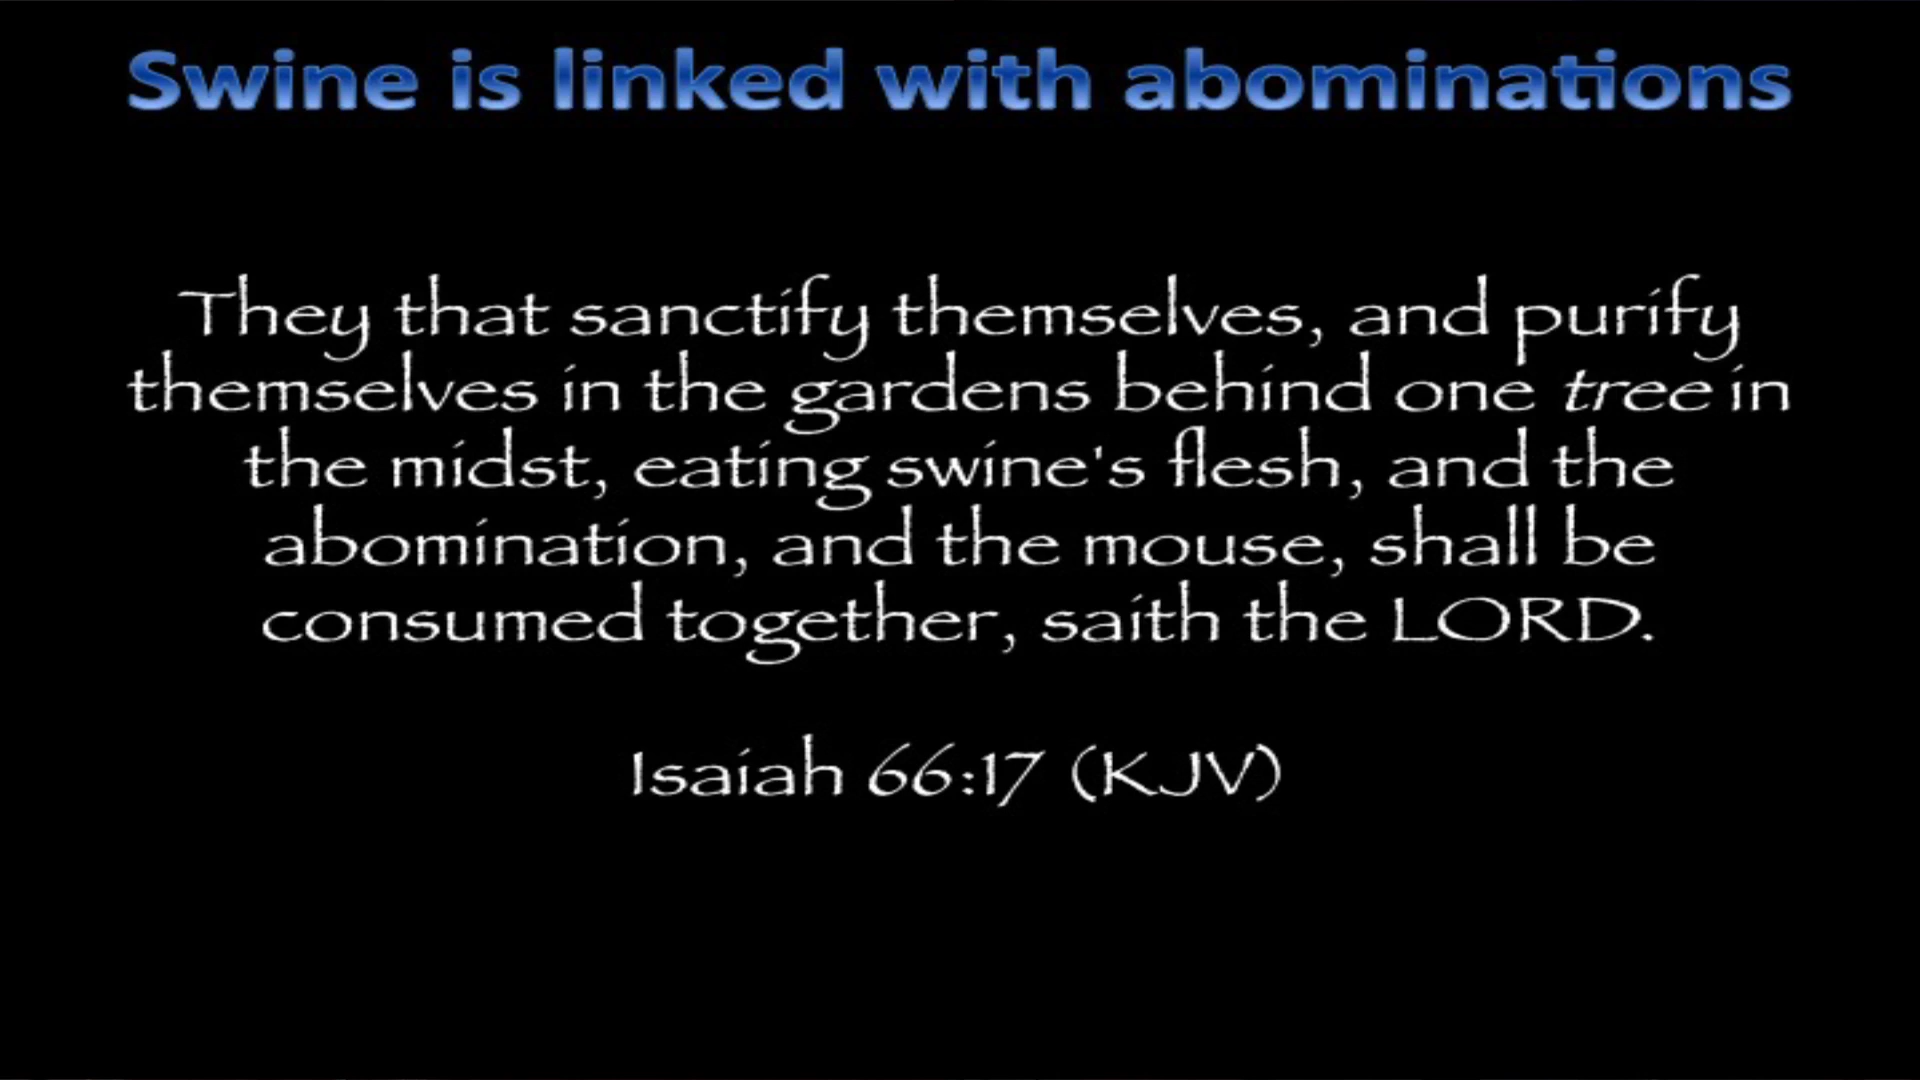 Swine is linked with abominations
They that sanctify themselves, and purify
themselves in the gardens behind one tree in
the midst, eating swine's flesh, and the
abomination, and the mouse, shall be
consumed together, saith the LORD.
Isaiah 66:17 (KJV)